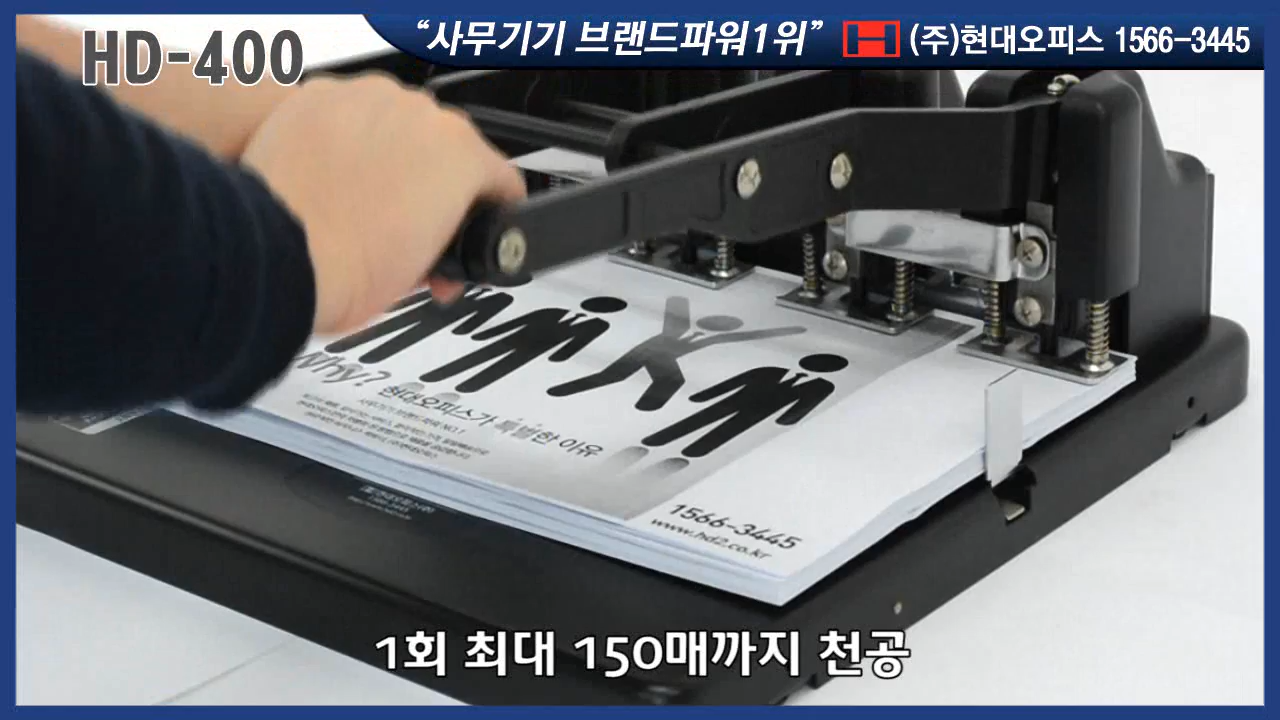 HD-400
“사무기기 브랜드파워1위”
(주)현대오피스 1566-3445
Why? 현대오피스가 특별한 이유
1566-3445
www.hd2.co.kr
1회 최대 150매까지 천공